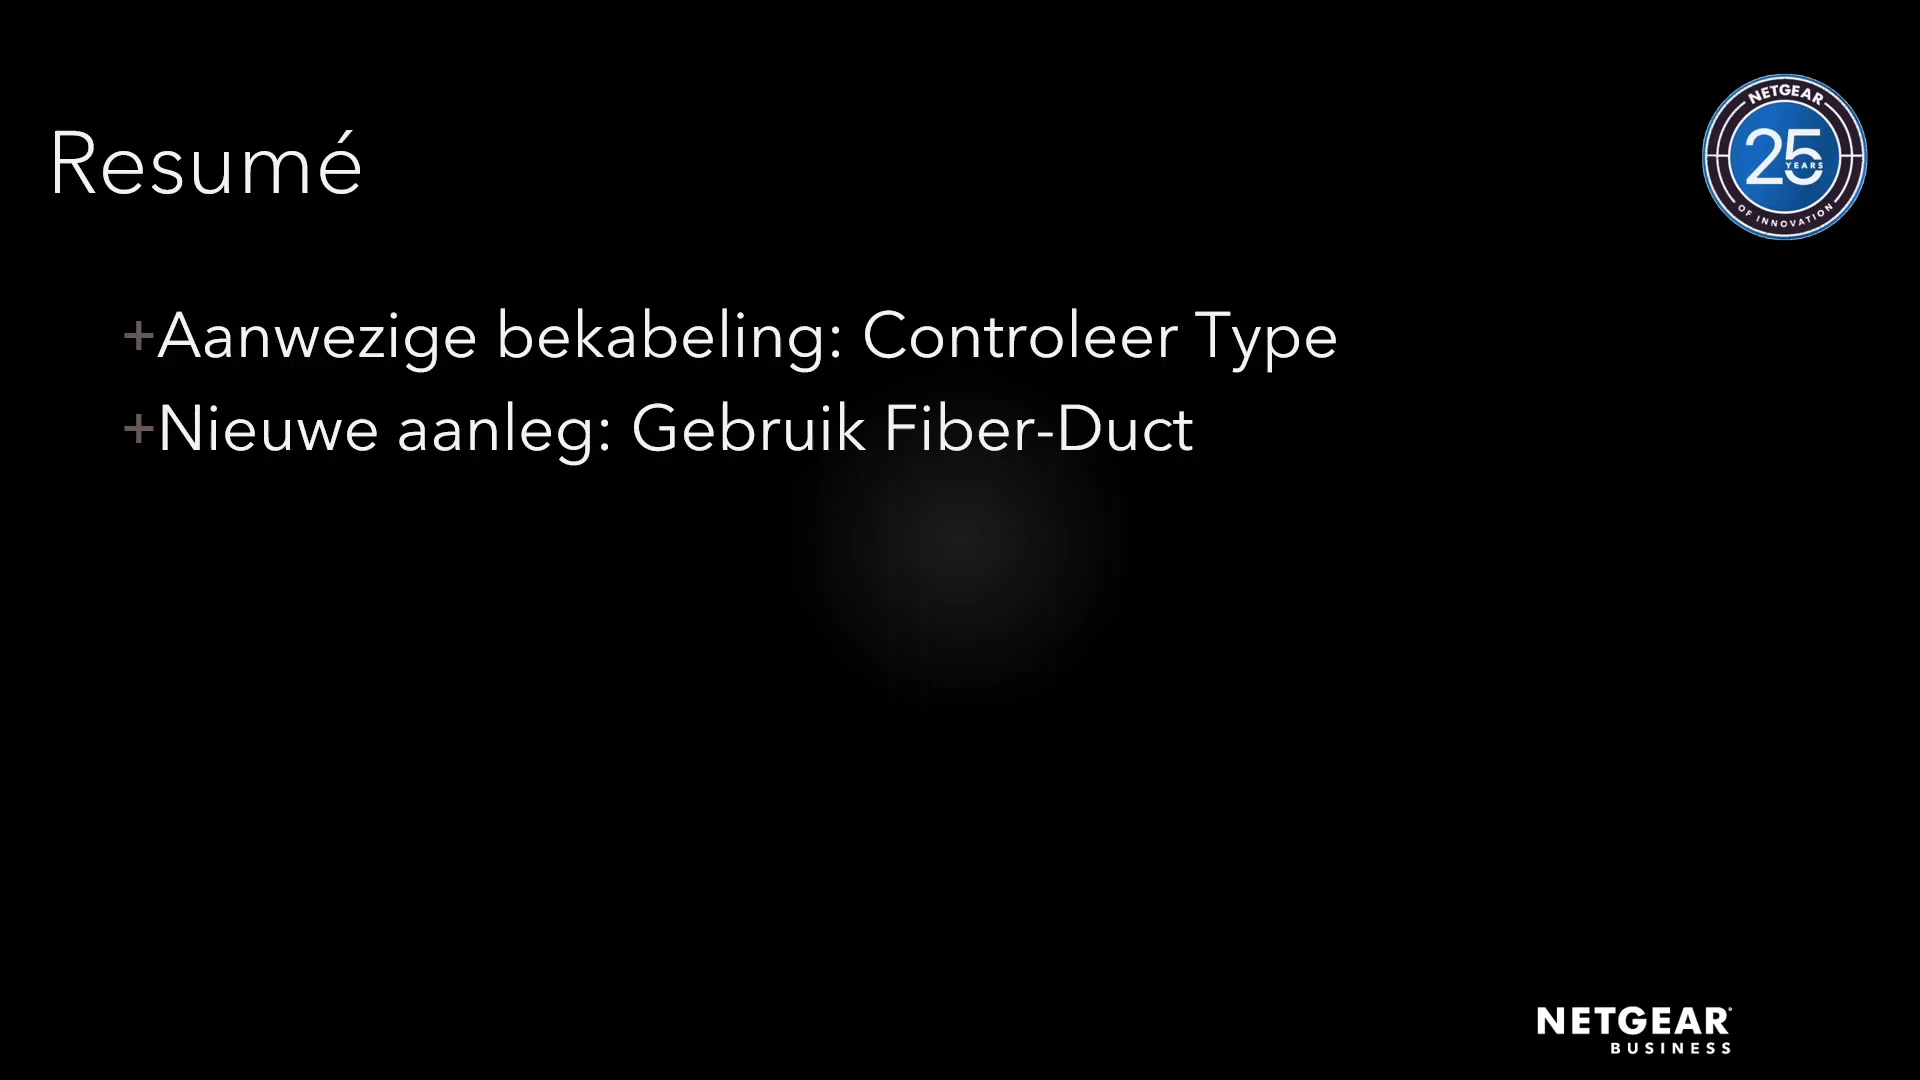 Resumé
NETGEAR
25
YEARS
OF INNOVATION
+Aanwezige bekabeling: Controleer Type
+Nieuwe aanleg: Gebruik Fiber-Duct
NETGEAR
BUSINESS